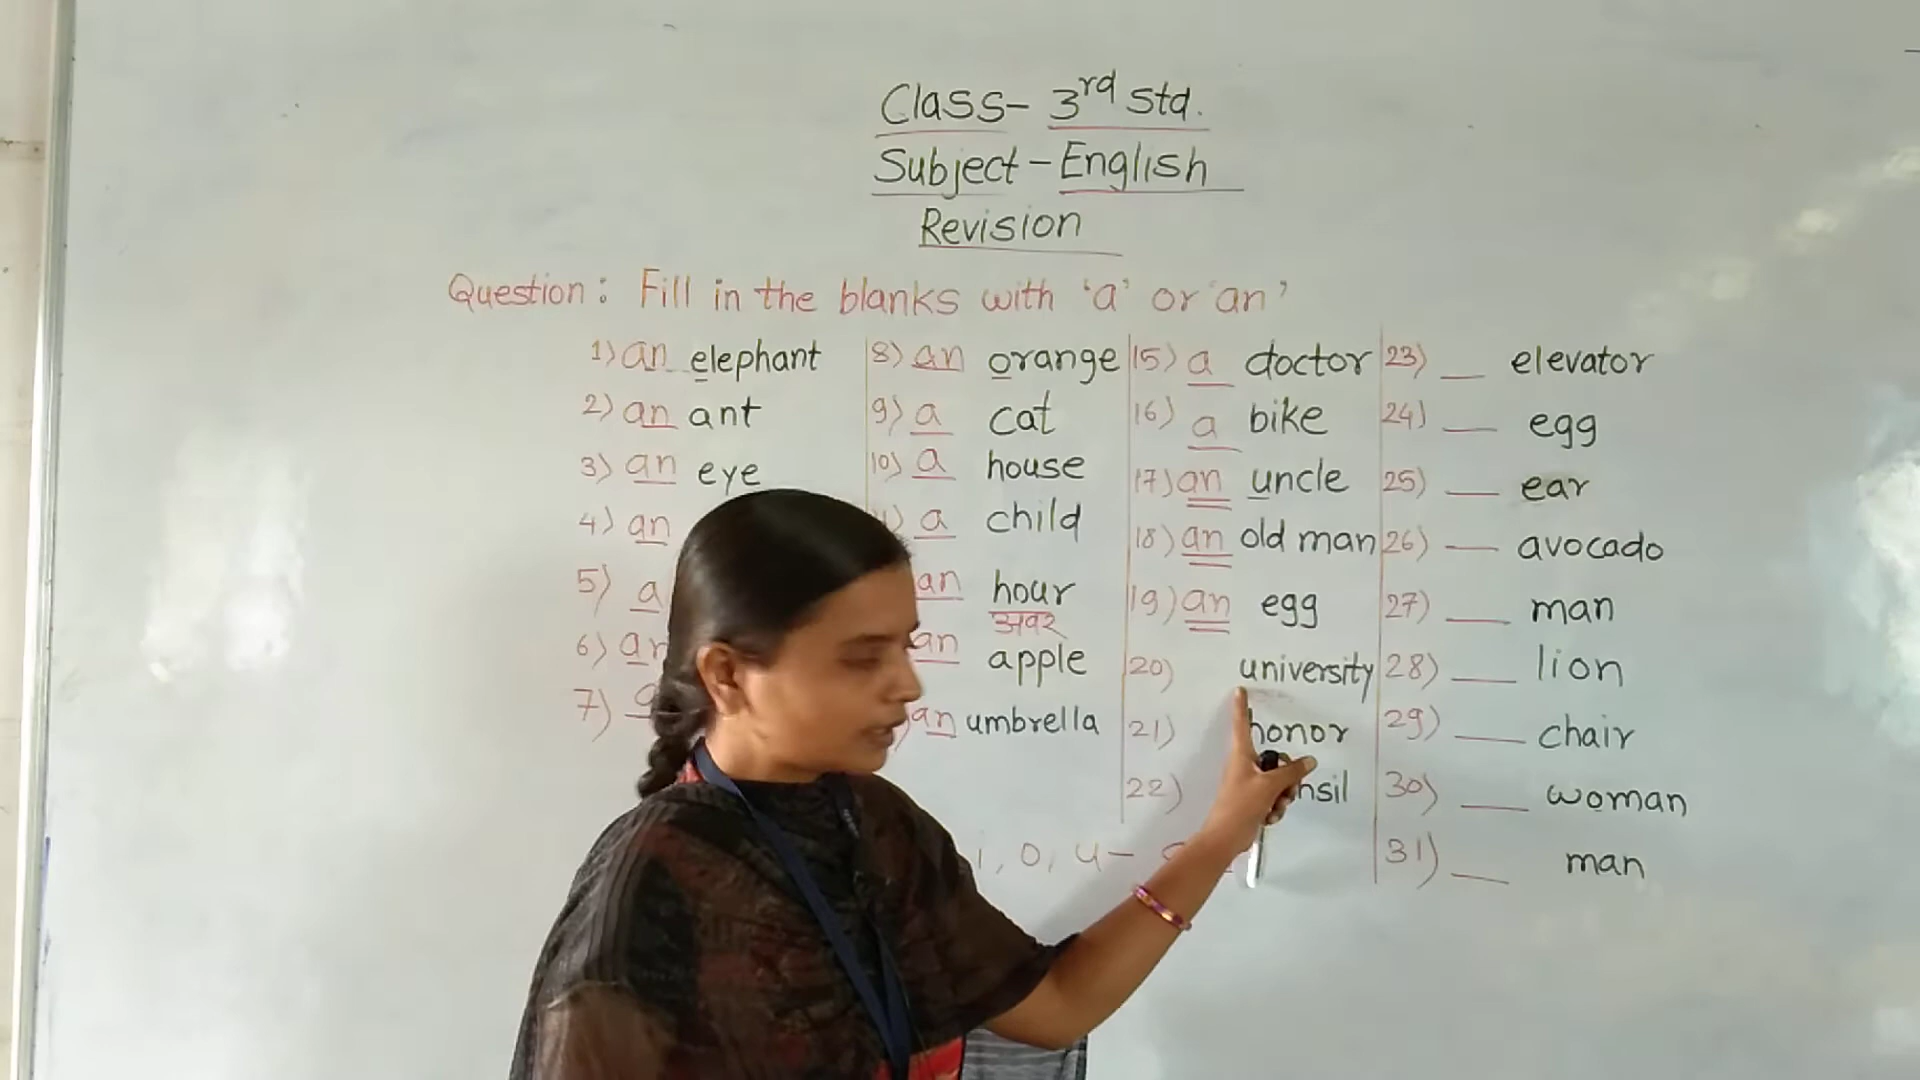 Class- 3rd std.
Subject - English
Revision
Question: Fill in the blanks with 'a' or 'an'
1) an elephant
2) an ant
3) an eye
4) an
5) a
6) an
7)
8) an orange
9) a cat
10) a house
a child
an hour
अवर
an apple
an umbrella
15) a doctor
16) a bike
17) an uncle
18) an old man
19) an egg
20) university
21) honor
22) nsil
23) __ elevator
24) __ egg
25) __ ear
26) __ avocado
27) __ man
28) __ lion
29) __ chair
30) __ woman
31) __ man
i, o, u -